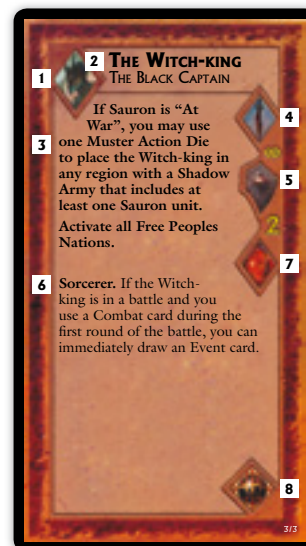 2 THE WITCH-KING
1 THE BLACK CAPTAIN
If Sauron is “At
War”, you may use
3 one Muster Action Die
to place the Witch-king in
any region with a Shadow
Army that includes at
least one Sauron unit.
Activate all Free Peoples
Nations.
4
∞
5
2
7
6 Sorcerer. If the Witch-
king is in a battle and you
use a Combat card during the
first round of the battle, you can
immediately draw an Event card.
8
3/3